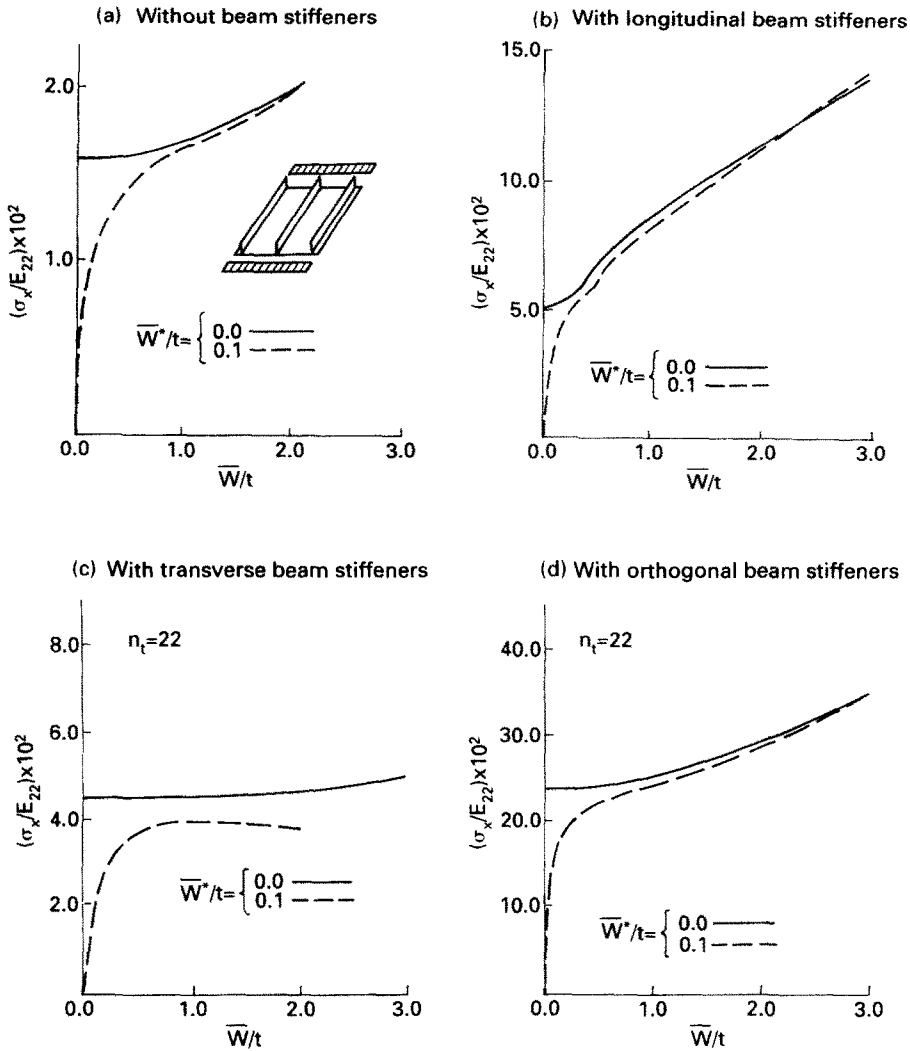 (a) Without beam stiffeners
2.0
1.0
0.0 1.0 2.0 3.0
(σx/E22)×10²
W̅/t
W̅*/t= { 0.0
0.1
(b) With longitudinal beam stiffeners
15.0
10.0
5.0
0.0 1.0 2.0 3.0
(σx/E22)×10²
W̅/t
W̅*/t= { 0.0
0.1
(c) With transverse beam stiffeners
nt=22
8.0
6.0
4.0
2.0
0.0 1.0 2.0 3.0
(σx/E22)×10²
W̅/t
W̅*/t= { 0.0
0.1
(d) With orthogonal beam stiffeners
nt=22
40.0
30.0
20.0
10.0
0.0 1.0 2.0 3.0
(σx/E22)×10²
W̅/t
W̅*/t= { 0.0
0.1